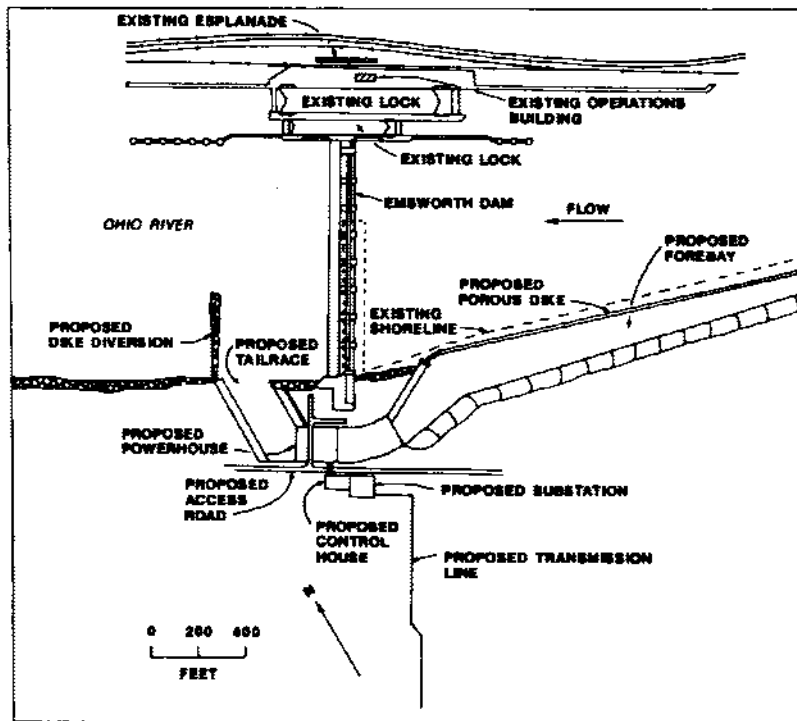 EXISTING ESPLANADE
EXISTING LOCK
EXISTING OPERATIONS
BUILDING
EXISTING LOCK
EMSWORTH DAM
FLOW
OHIO RIVER
PROPOSED
FOREBAY
PROPOSED
POROUS DIKE
EXISTING
SHORELINE
PROPOSED
DIKE DIVERSION
PROPOSED
TAILRACE
PROPOSED
POWERHOUSE
PROPOSED
ACCESS
ROAD
PROPOSED
CONTROL
HOUSE
PROPOSED SUBSTATION
PROPOSED TRANSMISSION
LINE
N
0 200 400
FEET